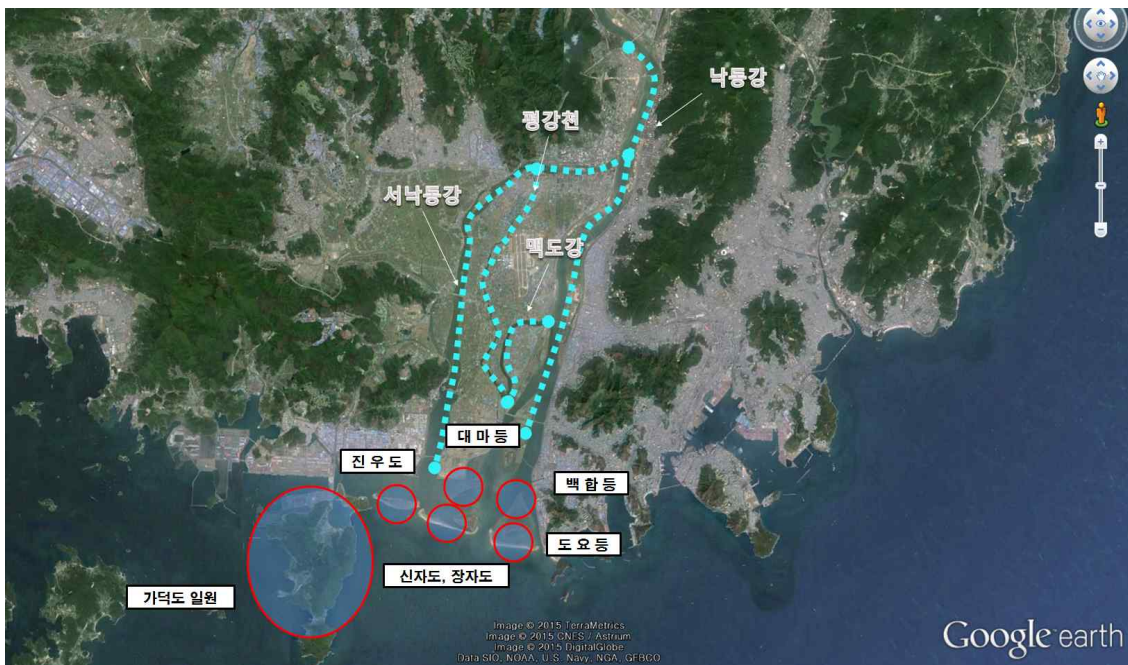 낙동강
평강천
서낙동강
맥도강
대 마 등
진 우 도
백 합 등
도 요 등
신자도, 장자도
가덕도 일원
Image © 2015 TerraMetrics
Image © 2015 CNES / Astrium
Image © 2015 DigitalGlobe
Data SIO, NOAA, U.S. Navy, NGA, GEBCO
Google earth